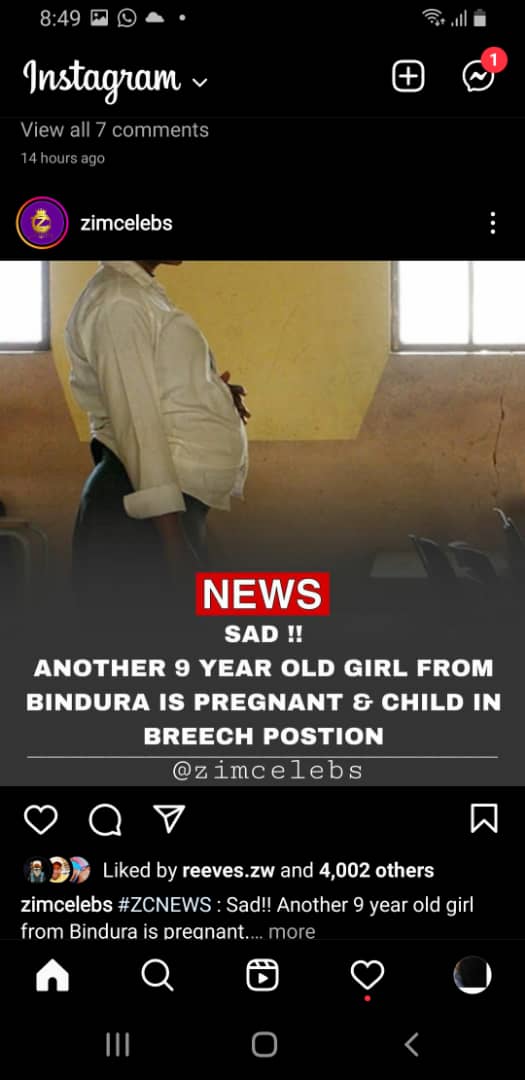 8:49
Instagram
1
View all 7 comments
14 hours ago
zimcelebs
NEWS
SAD !!
ANOTHER 9 YEAR OLD GIRL FROM
BINDURA IS PREGNANT & CHILD IN
BREECH POSTION
@zimcelebs
Liked by reeves.zw and 4,002 others
zimcelebs #ZCNEWS : Sad!! Another 9 year old girl
from Bindura is pregnant.... more